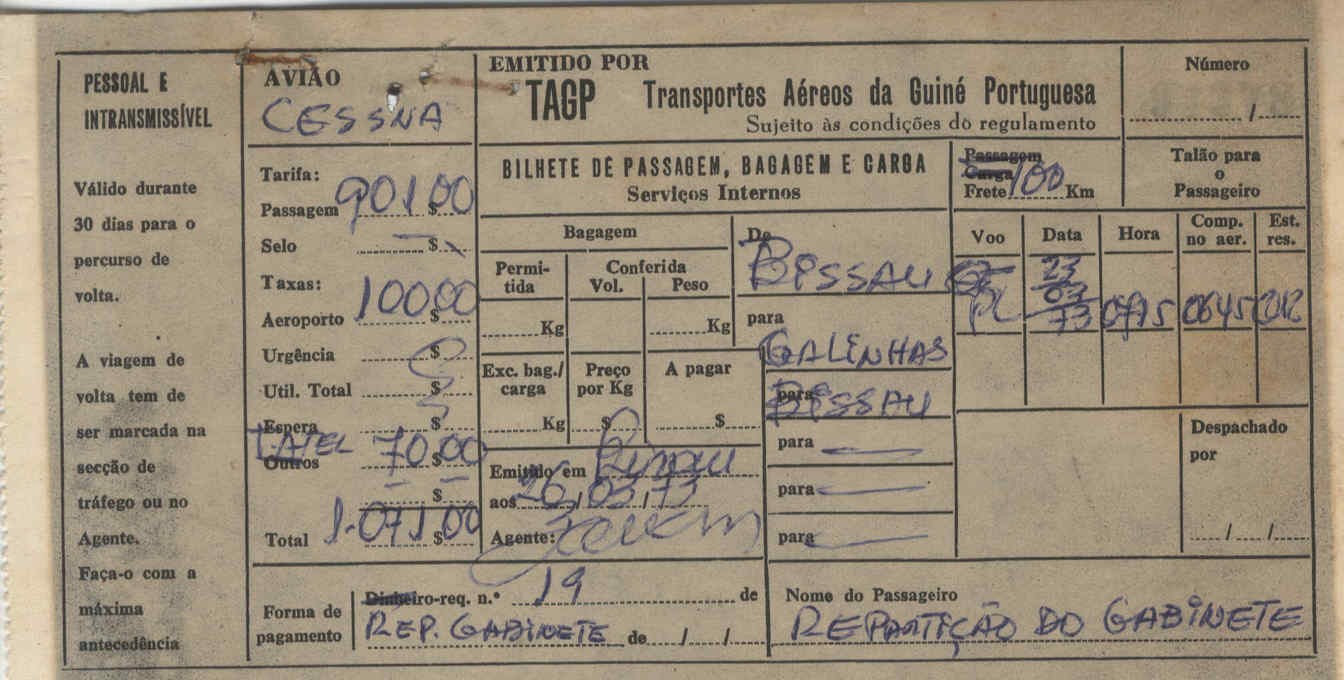 PESSOAL E
INTRANSMISSÍVEL
Válido durante
30 dias para o
percurso de
volta.
A viagem de
volta tem de
ser marcada na
secção de
tráfego ou no
Agente.
Faça-o com a
máxima
antecedência
AVIÃO
CESSNA
Tarifa:
Passagem 901$00
Selo $
Taxas:
Aeroporto 100$00
Urgência $
Util. Total $
Espera $
Outros 70$00
$
Total 1.071$00
EMITIDO POR
TAGP Transportes Aéreos da Guiné Portuguesa
Sujeito às condições do regulamento
BILHETE DE PASSAGEM, BAGAGEM E CARGA
Serviços Internos
Bagagem
Permi-
tida
Conferida
Vol. Peso
Kg Kg
Exc. bag./
carga
Preço
por Kg
A pagar
Kg $ $
Emitido em Bissau
aos 26/03/73
Agente:
De
BISSAU
para
GALINHAS
para
BISSAU
para
para
para
Número
/
Passagem
Carga
Frete 100 Km
Talão para
o
Passageiro
Voo Data Hora Comp. no aer. Est. res.
23
03
73 0715 0645
Despachado
por
/ /
Forma de
pagamento
Dinheiro-req. n.º 19 de
REP. GABINETE de / /
Nome do Passageiro
REPARTIÇÃO DO GABINETE